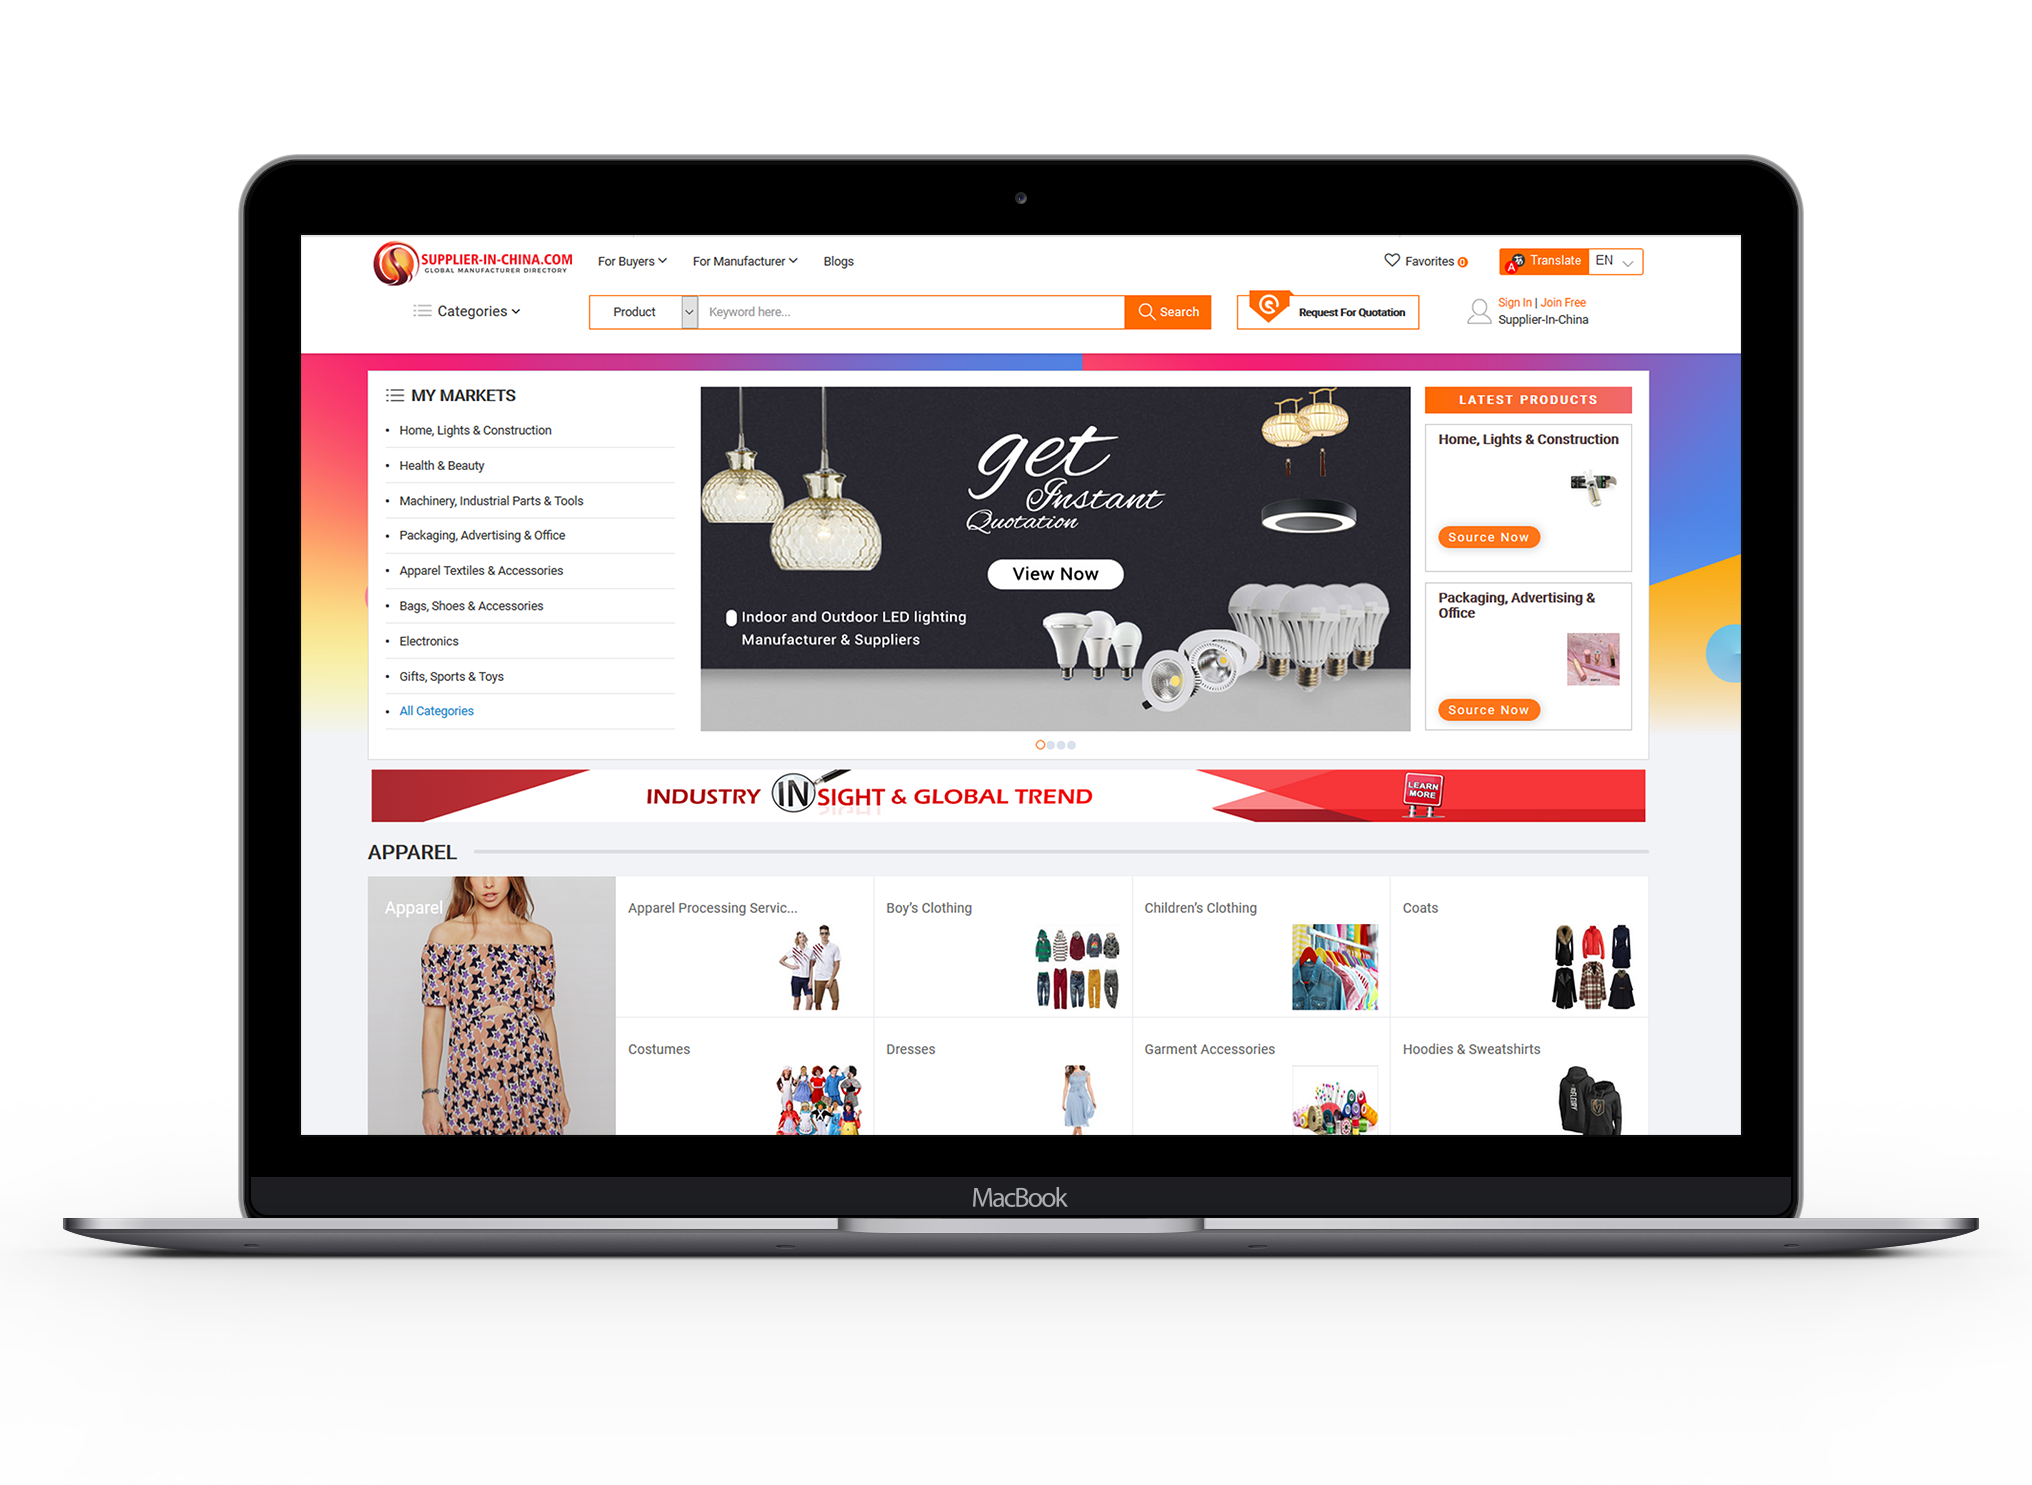 SUPPLIER-IN-CHINA.COM
GLOBAL MANUFACTURER DIRECTORY
For Buyers
For Manufacturer
Blogs
Favorites 0
Translate
EN
Categories
Product
Keyword here...
Search
Request For Quotation
Sign In | Join Free
Supplier-In-China
MY MARKETS
• Home, Lights & Construction
• Health & Beauty
• Machinery, Industrial Parts & Tools
• Packaging, Advertising & Office
• Apparel Textiles & Accessories
• Bags, Shoes & Accessories
• Electronics
• Gifts, Sports & Toys
• All Categories
get
Instant
Quotation
View Now
Indoor and Outdoor LED lighting
Manufacturer & Suppliers
LATEST PRODUCTS
Home, Lights & Construction
Source Now
Packaging, Advertising &
Office
Source Now
INDUSTRY INSIGHT & GLOBAL TREND
LEARN
MORE
APPAREL
Apparel
Apparel Processing Servic...
Boy's Clothing
Children's Clothing
Coats
Costumes
Dresses
Garment Accessories
Hoodies & Sweatshirts
MacBook